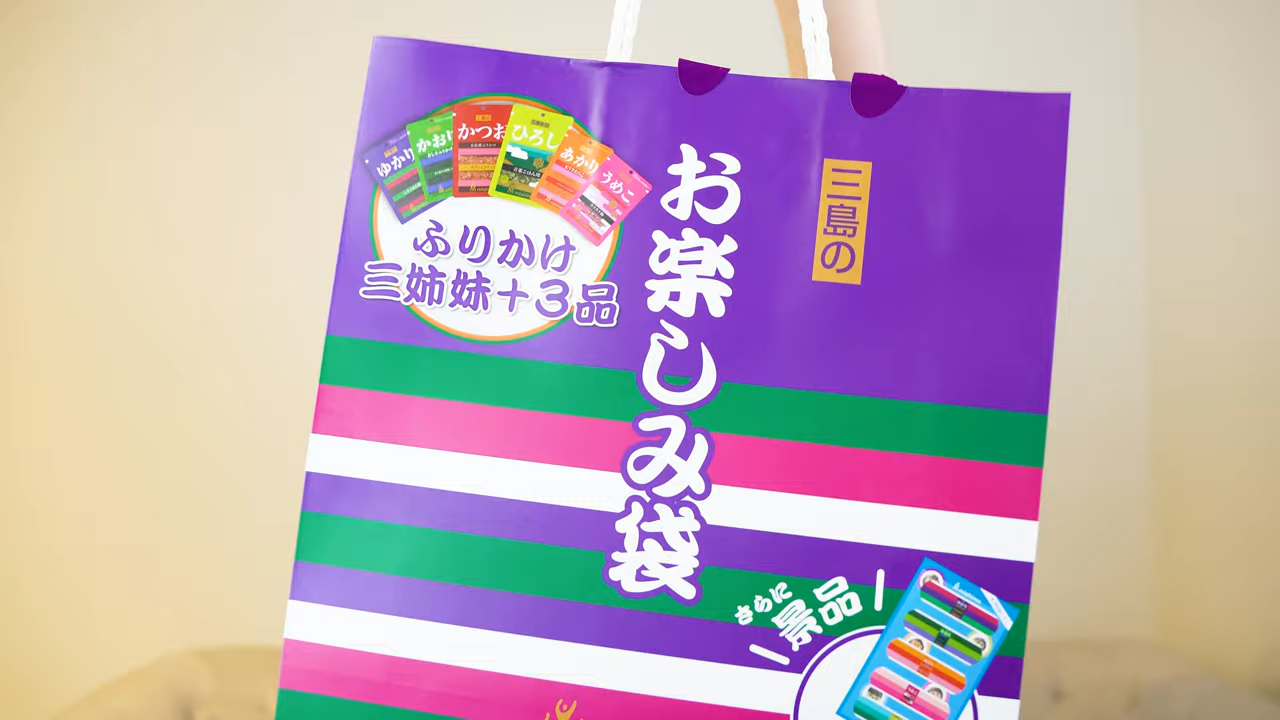 三島の
お楽しみ袋
ゆかり
かおり
かつお
ひろし
あかり
うめこ
ふりかけ
三姉妹+3品
さらに
景品